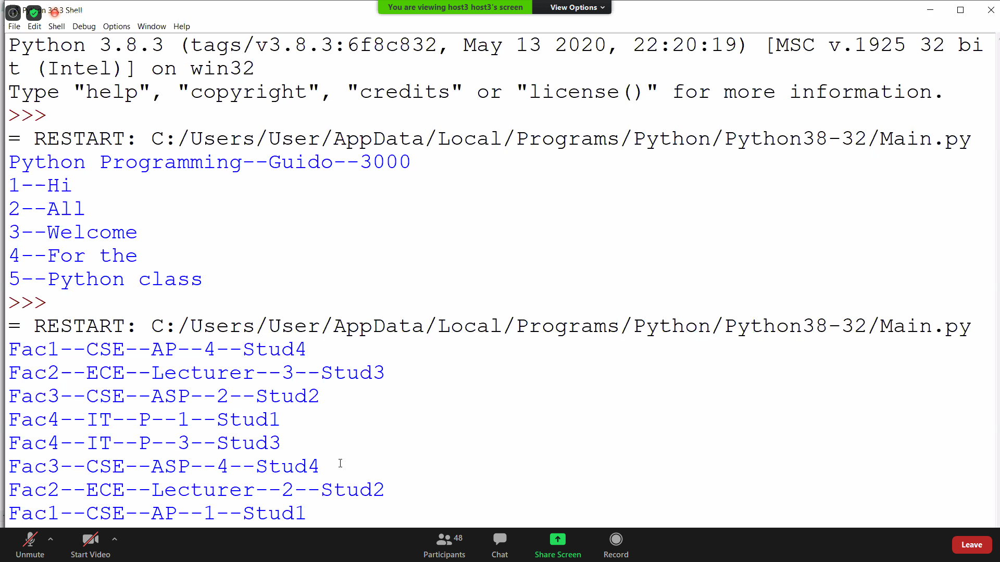 Python 3.8.3 Shell
You are viewing host3 host3's screen
View Options
File Edit Shell Debug Options Window Help
Python 3.8.3 (tags/v3.8.3:6f8c832, May 13 2020, 22:20:19) [MSC v.1925 32 bi
t (Intel)] on win32
Type "help", "copyright", "credits" or "license()" for more information.
>>>
= RESTART: C:/Users/User/AppData/Local/Programs/Python/Python38-32/Main.py
Python Programming--Guido--3000
1--Hi
2--All
3--Welcome
4--For the
5--Python class
>>>
= RESTART: C:/Users/User/AppData/Local/Programs/Python/Python38-32/Main.py
Fac1--CSE--AP--4--Stud4
Fac2--ECE--Lecturer--3--Stud3
Fac3--CSE--ASP--2--Stud2
Fac4--IT--P--1--Stud1
Fac4--IT--P--3--Stud3
Fac3--CSE--ASP--4--Stud4
Fac2--ECE--Lecturer--2--Stud2
Fac1--CSE--AP--1--Stud1
48
Unmute Start Video Participants Chat Share Screen Record Leave